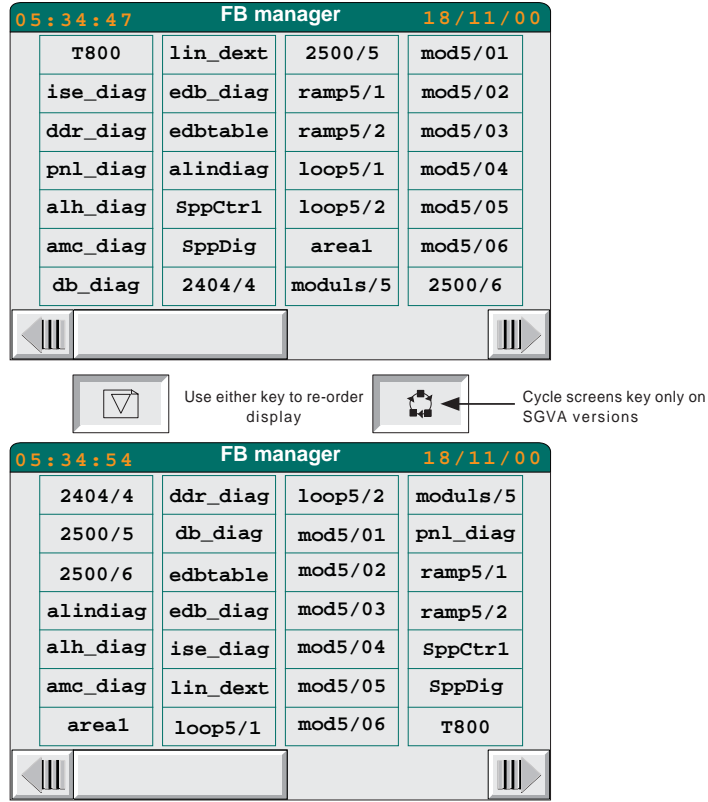 05:34:47 FB manager 18/11/00
T800 lin_dext 2500/5 mod5/01
ise_diag edb_diag ramp5/1 mod5/02
ddr_diag edbtable ramp5/2 mod5/03
pnl_diag alindiag loop5/1 mod5/04
alh_diag SppCtr1 loop5/2 mod5/05
amc_diag SppDig area1 mod5/06
db_diag 2404/4 moduls/5 2500/6
Use either key to re-order
display
Cycle screens key only on
SGVA versions
05:34:54 FB manager 18/11/00
2404/4 ddr_diag loop5/2 moduls/5
2500/5 db_diag mod5/01 pnl_diag
2500/6 edbtable mod5/02 ramp5/1
alindiag edb_diag mod5/03 ramp5/2
alh_diag ise_diag mod5/04 SppCtr1
amc_diag lin_dext mod5/05 SppDig
area1 loop5/1 mod5/06 T800